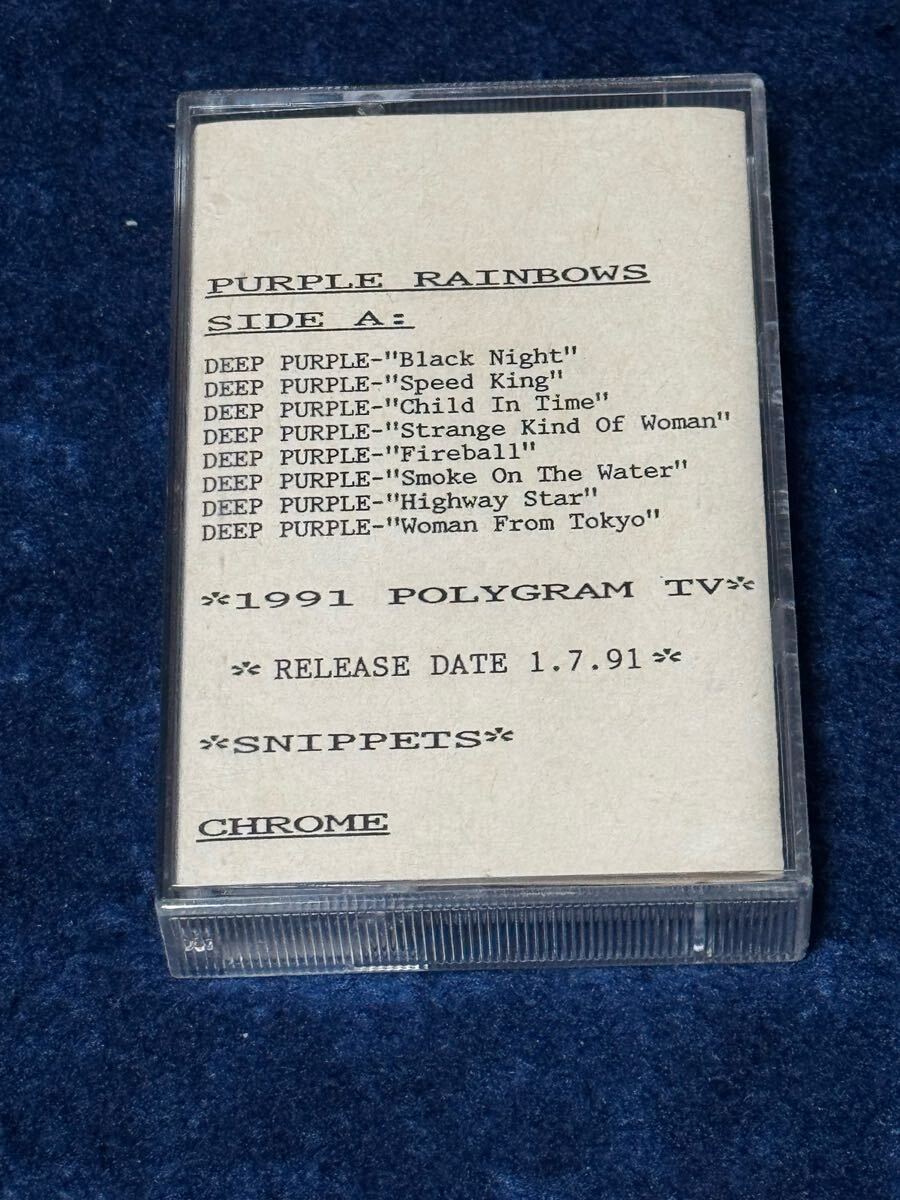 PURPLE RAINBOWS
SIDE A:
DEEP PURPLE-"Black Night"
DEEP PURPLE-"Speed King"
DEEP PURPLE-"Child In Time"
DEEP PURPLE-"Strange Kind Of Woman"
DEEP PURPLE-"Fireball"
DEEP PURPLE-"Smoke On The Water"
DEEP PURPLE-"Highway Star"
DEEP PURPLE-"Woman From Tokyo"
*1991 POLYGRAM TV*
* RELEASE DATE 1.7.91 *
*SNIPPETS*
CHROME